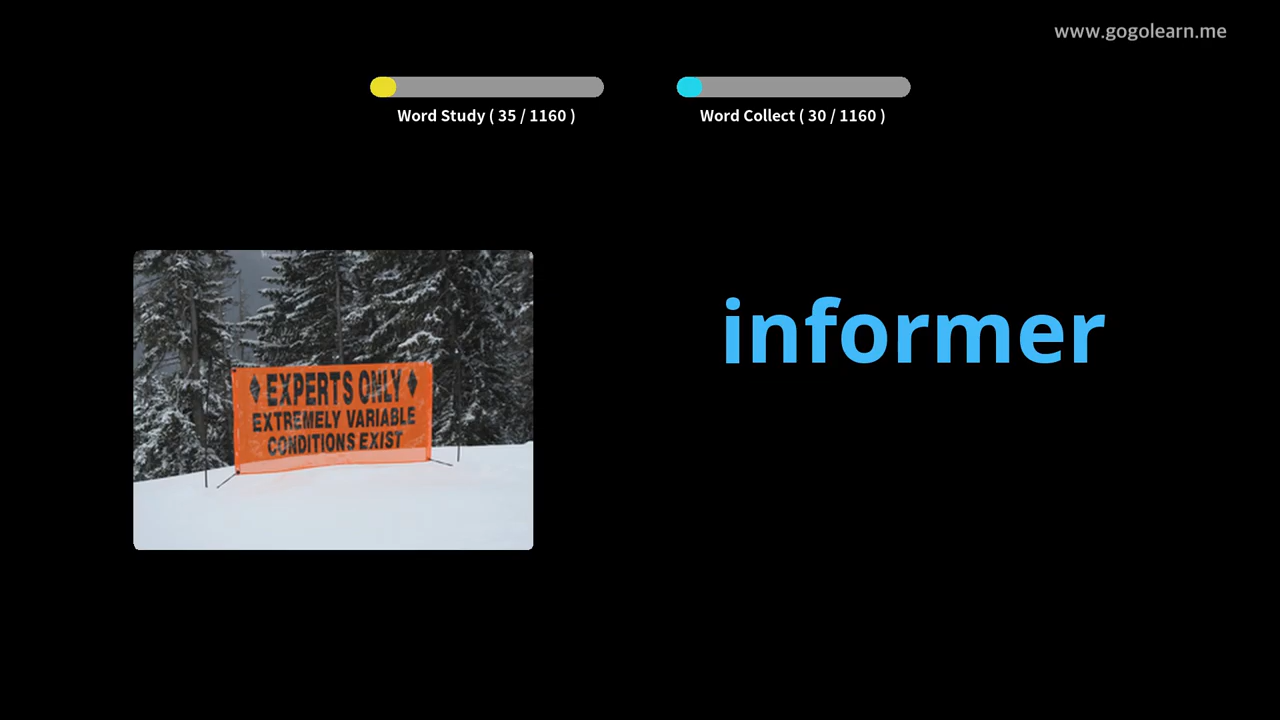 www.gogolearn.me
Word Study ( 35 / 1160 )
Word Collect ( 30 / 1160 )
informer
EXPERTS ONLY
EXTREMELY VARIABLE
CONDITIONS EXIST